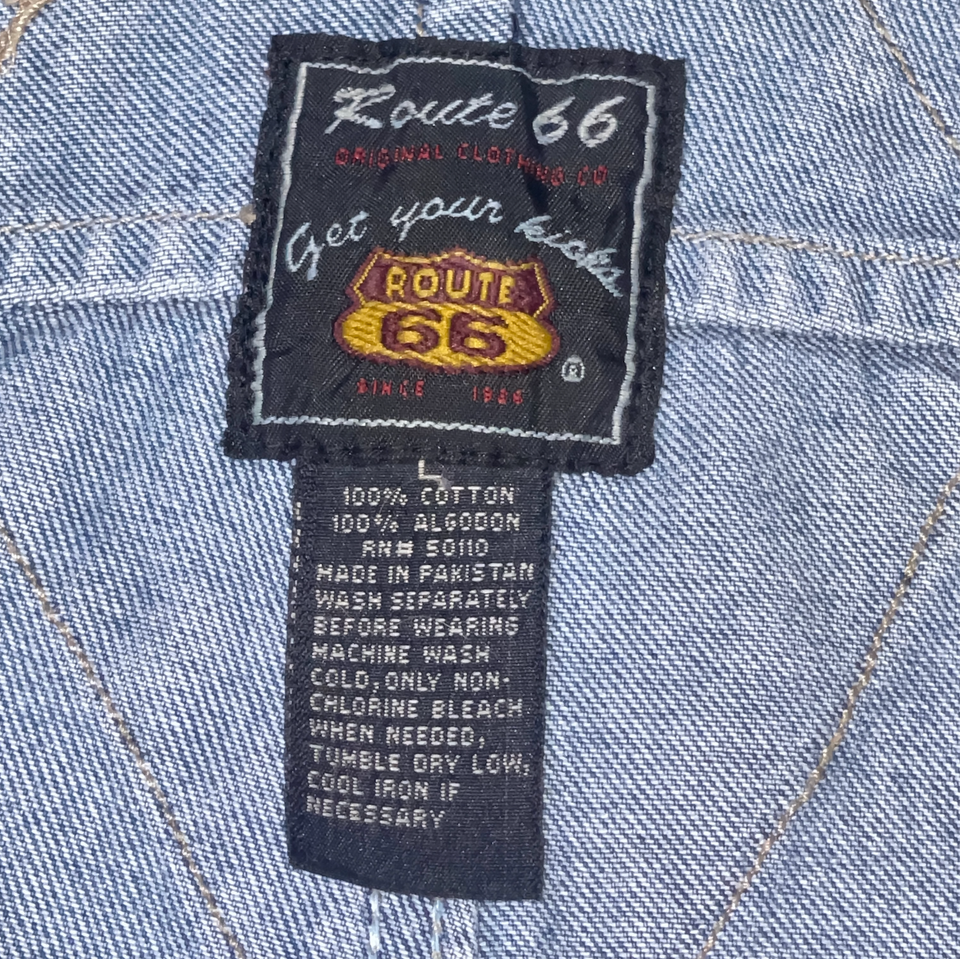 Route 66
ORIGINAL CLOTHING CO.
Get your kicks
ROUTE
66
®
SINCE 1926
L
100% COTTON
100% ALGODON
RN# 50110
MADE IN PAKISTAN
WASH SEPARATELY
BEFORE WEARING
MACHINE WASH
COLD, ONLY NON-
CHLORINE BLEACH
WHEN NEEDED,
TUMBLE DRY LOW,
COOL IRON IF
NECESSARY